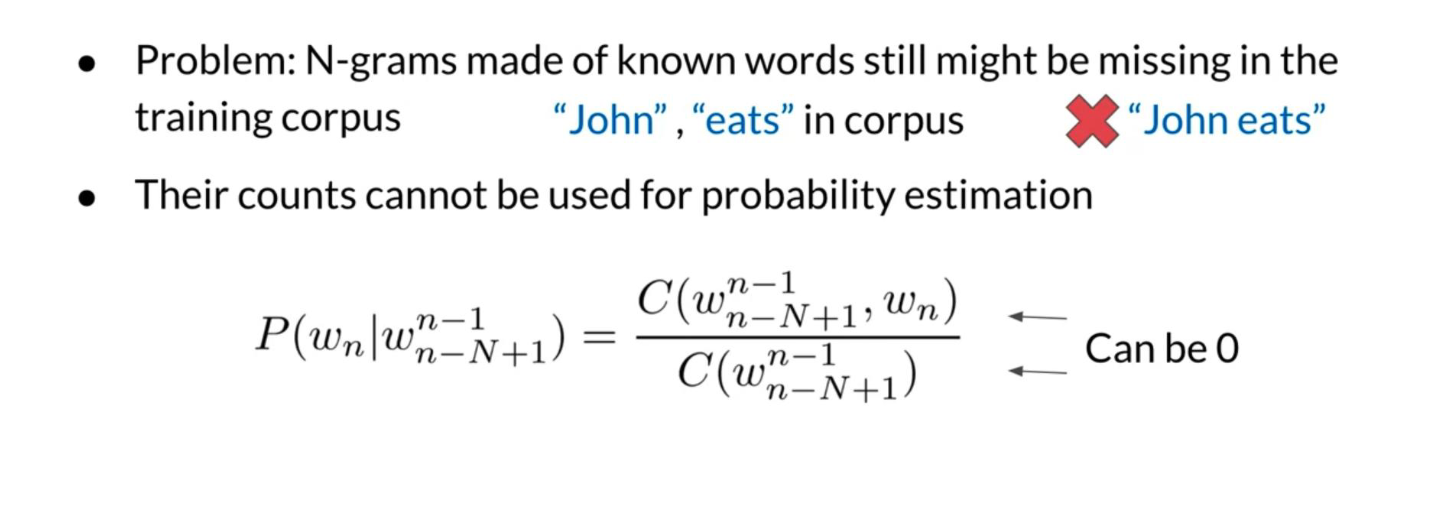 • Problem: N-grams made of known words still might be missing in the
training corpus “John” , “eats” in corpus ✖ “John eats”
• Their counts cannot be used for probability estimation
P(w_n|w_{n-N+1}^{n-1}) = \frac{C(w_{n-N+1}^{n-1}, w_n)}{C(w_{n-N+1}^{n-1})}
Can be 0